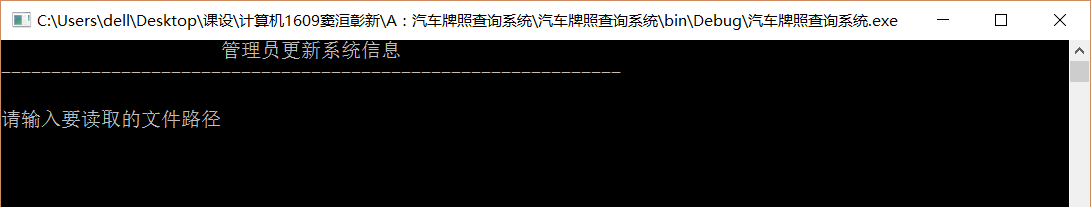 C:\Users\dell\Desktop\课设\计算机1609窦洹彰新\A：汽车牌照查询系统\汽车牌照查询系统\bin\Debug\汽车牌照查询系统.exe
管理员更新系统信息
--------------------------------------------------------------
请输入要读取的文件路径